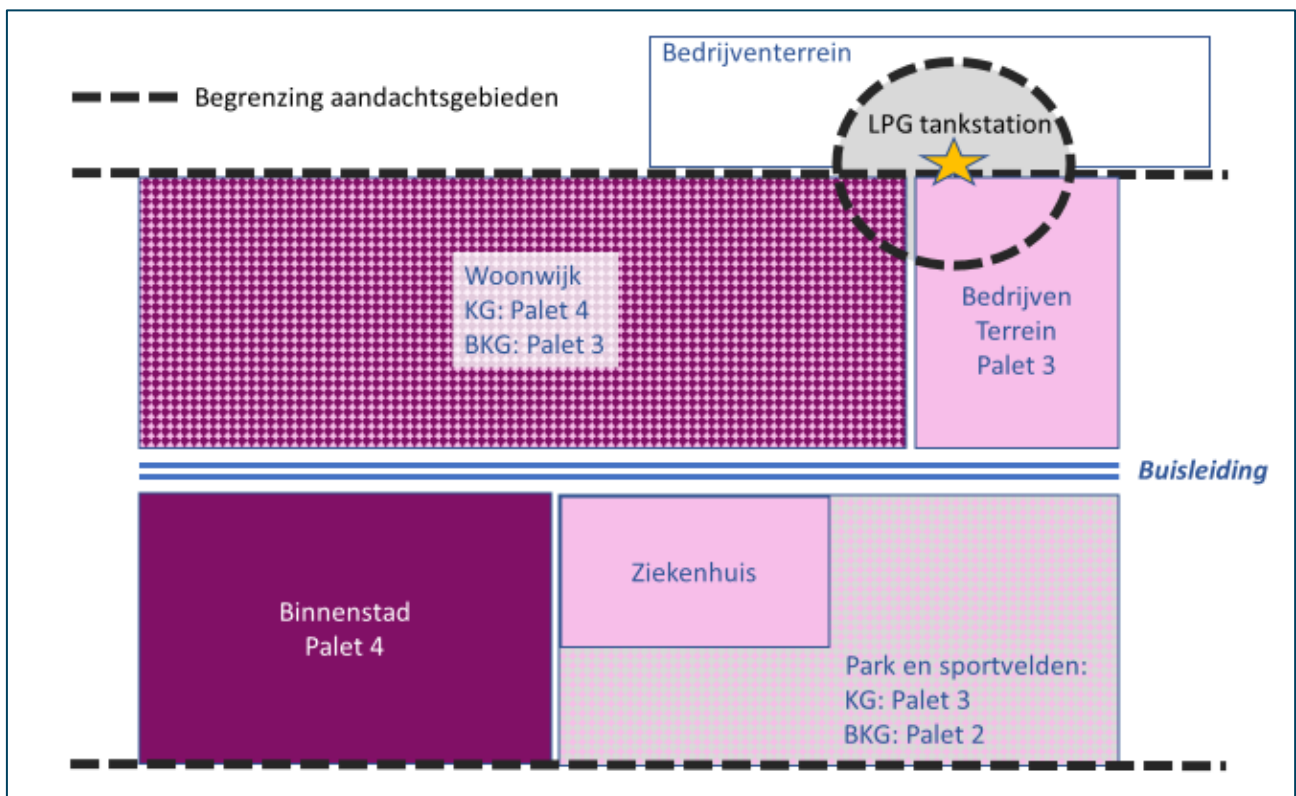 Bedrijventerrein
Begrenzing aandachtsgebieden
LPG tankstation
Woonwijk
KG: Palet 4
BKG: Palet 3
Bedrijven
Terrein
Palet 3
Buisleiding
Binnenstad
Palet 4
Ziekenhuis
Park en sportvelden:
KG: Palet 3
BKG: Palet 2